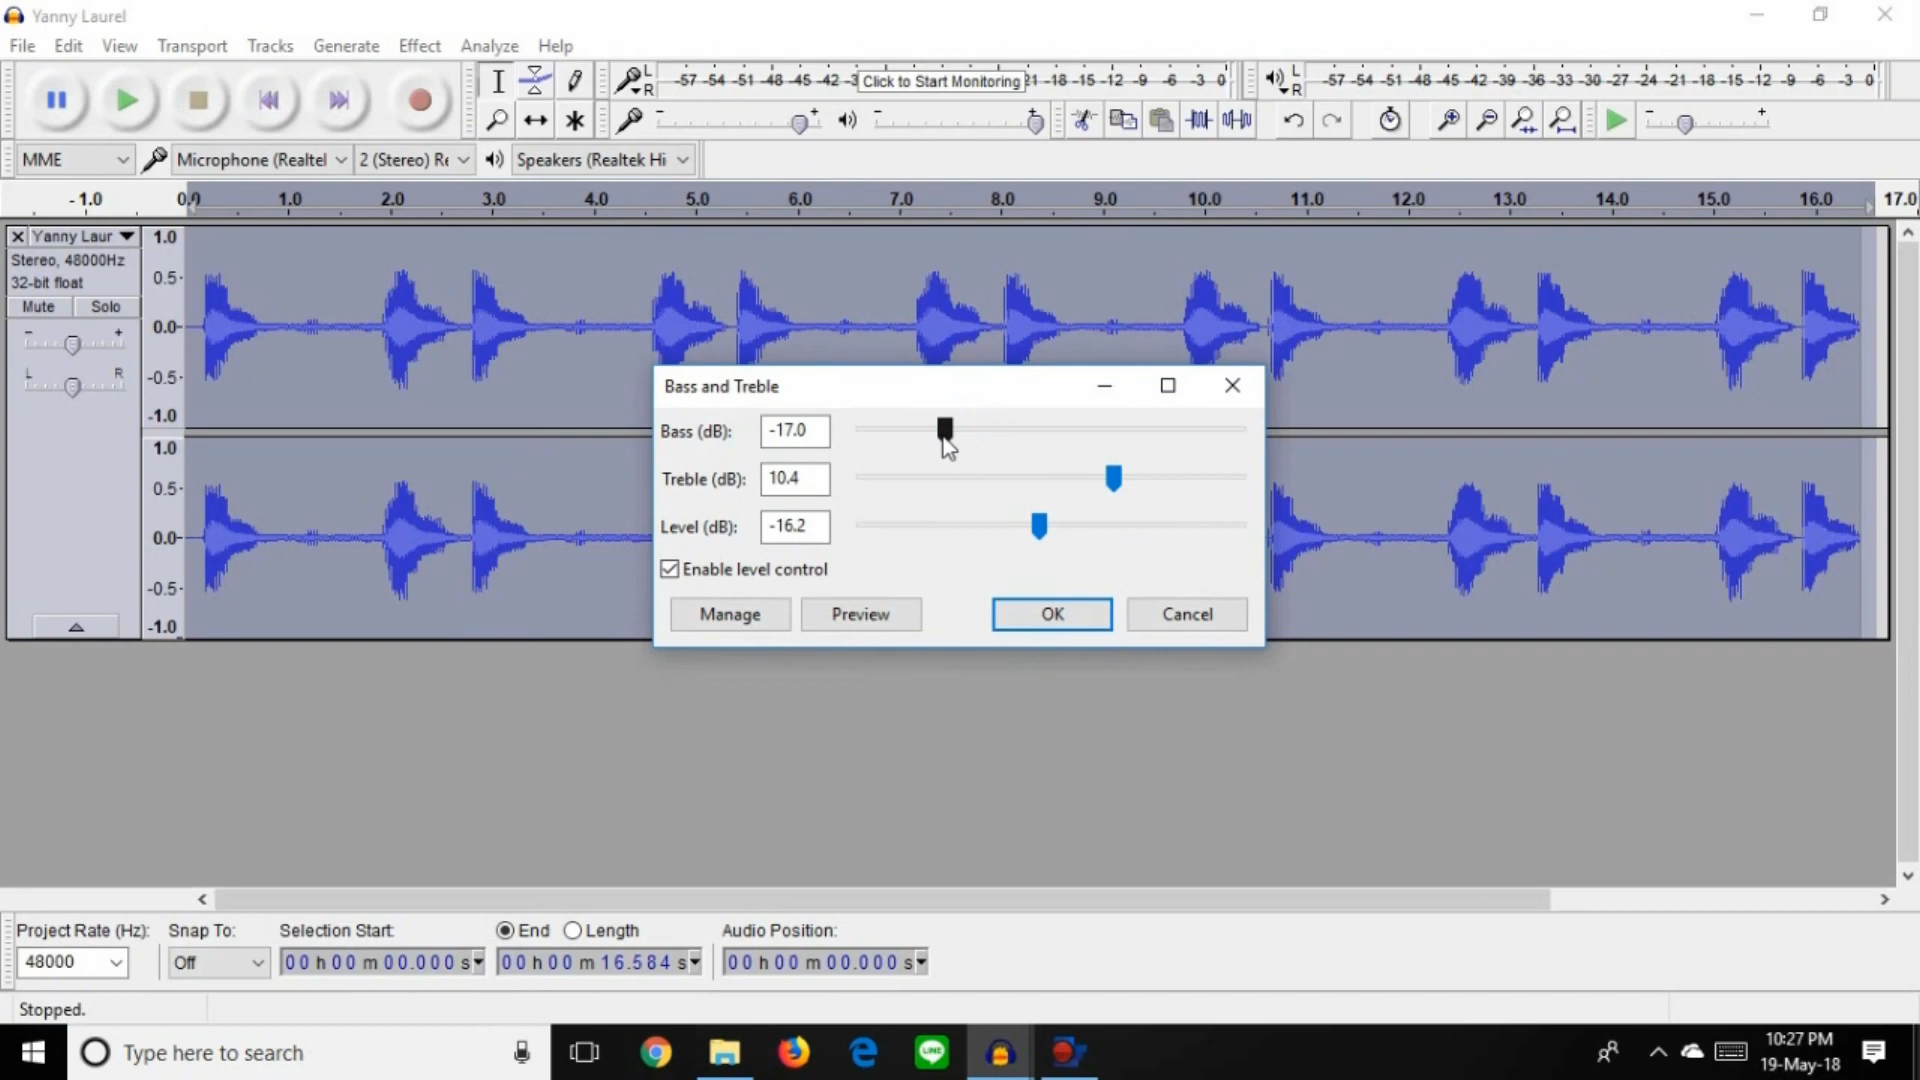 Yanny Laurel
File Edit View Transport Tracks Generate Effect Analyze Help
L R -57 -54 -51 -48 -45 -42 -3 Click to Start Monitoring 21 -18 -15 -12 -9 -6 -3 0 L R -57 -54 -51 -48 -45 -42 -39 -36 -33 -30 -27 -24 -21 -18 -15 -12 -9 -6 -3 0
- + - + - +
MME Microphone (Realtel 2 (Stereo) Re Speakers (Realtek Hi
-1.0 0.0 1.0 2.0 3.0 4.0 5.0 6.0 7.0 8.0 9.0 10.0 11.0 12.0 13.0 14.0 15.0 16.0 17.0
X Yanny Laur
Stereo, 48000Hz
32-bit float
Mute Solo
- +
L R
1.0
0.5
0.0
-0.5
-1.0
1.0
0.5
0.0
-0.5
-1.0
Bass and Treble
Bass (dB): -17.0
Treble (dB): 10.4
Level (dB): -16.2
Enable level control
Manage Preview OK Cancel
Project Rate (Hz): Snap To: Selection Start: End Length Audio Position:
48000 Off 00 h 00 m 00.000 s 00 h 00 m 16.584 s 00 h 00 m 00.000 s
Stopped.
Type here to search
LINE
10:27 PM
19-May-18